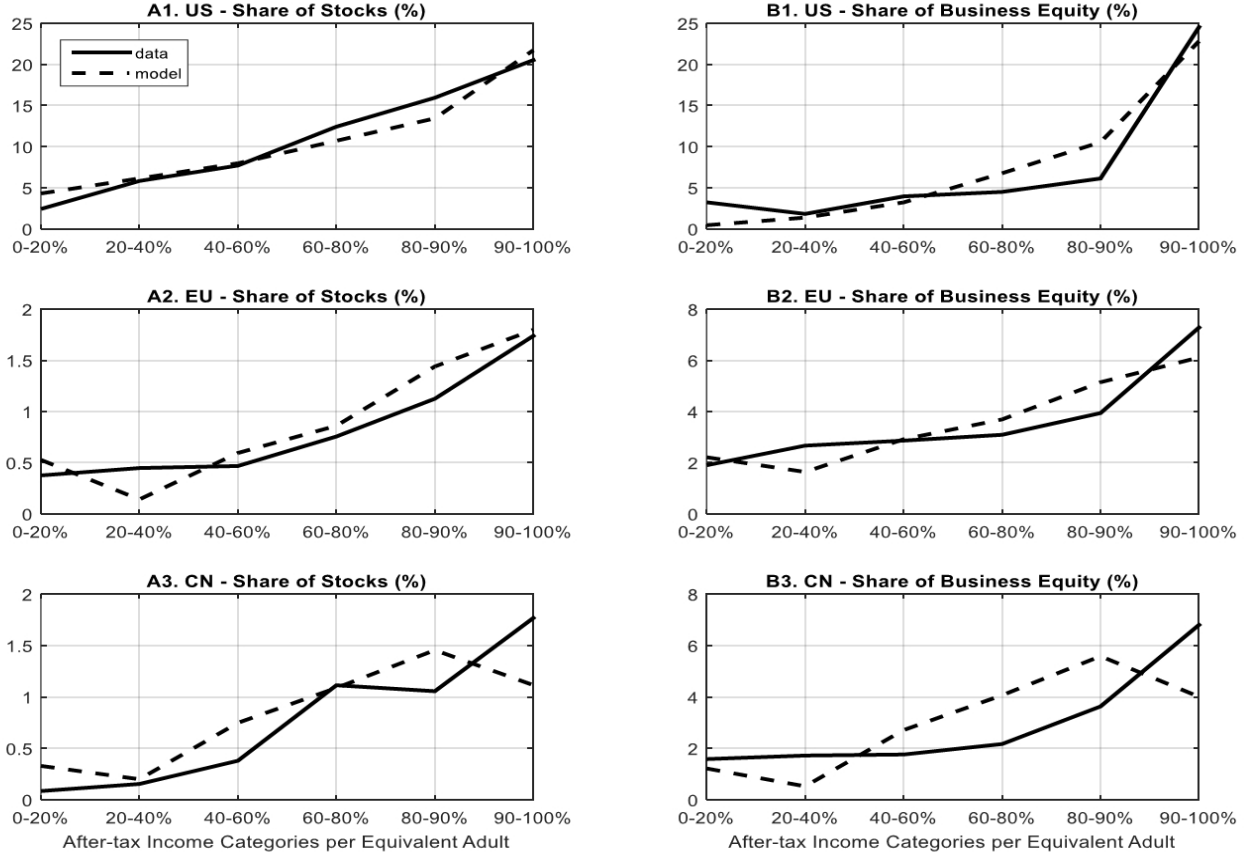 A1. US - Share of Stocks (%)
25
20
15
10
5
0
data
model
0-20% 20-40% 40-60% 60-80% 80-90% 90-100%
B1. US - Share of Business Equity (%)
25
20
15
10
5
0
0-20% 20-40% 40-60% 60-80% 80-90% 90-100%
A2. EU - Share of Stocks (%)
2
1.5
1
0.5
0
0-20% 20-40% 40-60% 60-80% 80-90% 90-100%
B2. EU - Share of Business Equity (%)
8
6
4
2
0
0-20% 20-40% 40-60% 60-80% 80-90% 90-100%
A3. CN - Share of Stocks (%)
2
1.5
1
0.5
0
0-20% 20-40% 40-60% 60-80% 80-90% 90-100%
After-tax Income Categories per Equivalent Adult
B3. CN - Share of Business Equity (%)
8
6
4
2
0
0-20% 20-40% 40-60% 60-80% 80-90% 90-100%
After-tax Income Categories per Equivalent Adult